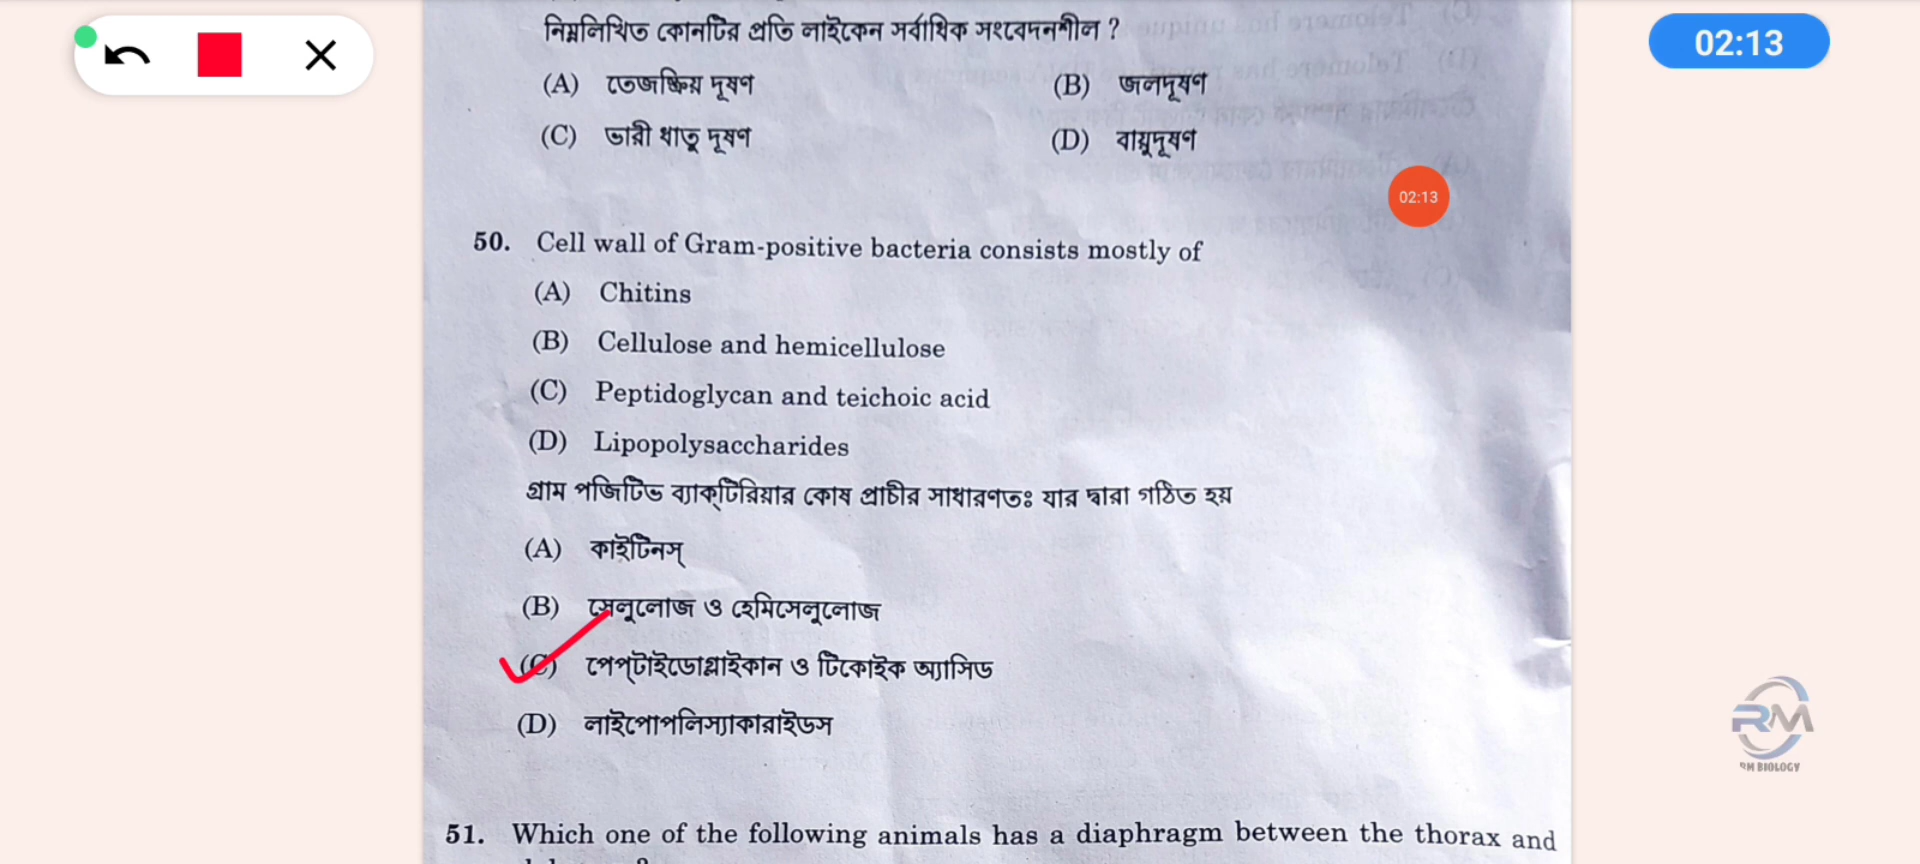 02:13
নিম্নলিখিত কোনটির প্রতি লাইকেন সর্বাধিক সংবেদনশীল ?
(A) তেজষ্ক্রিয় দূষণ (B) জলদূষণ
(C) ভারী ধাতু দূষণ (D) বায়ুদূষণ
02:13
50. Cell wall of Gram-positive bacteria consists mostly of
(A) Chitins
(B) Cellulose and hemicellulose
(C) Peptidoglycan and teichoic acid
(D) Lipopolysaccharides
গ্রাম পজিটিভ ব্যাক্‌টিরিয়ার কোষ প্রাচীর সাধারণতঃ যার দ্বারা গঠিত হয়
(A) কাইটিনস্
(B) সেলুলোজ ও হেমিসেলুলোজ
(C) পেপ্‌টাইডোগ্লাইকান ও টিকোইক অ্যাসিড
(D) লাইপোপলিস্যাকারাইডস
RM
RM BIOLOGY
51. Which one of the following animals has a diaphragm between the thorax and